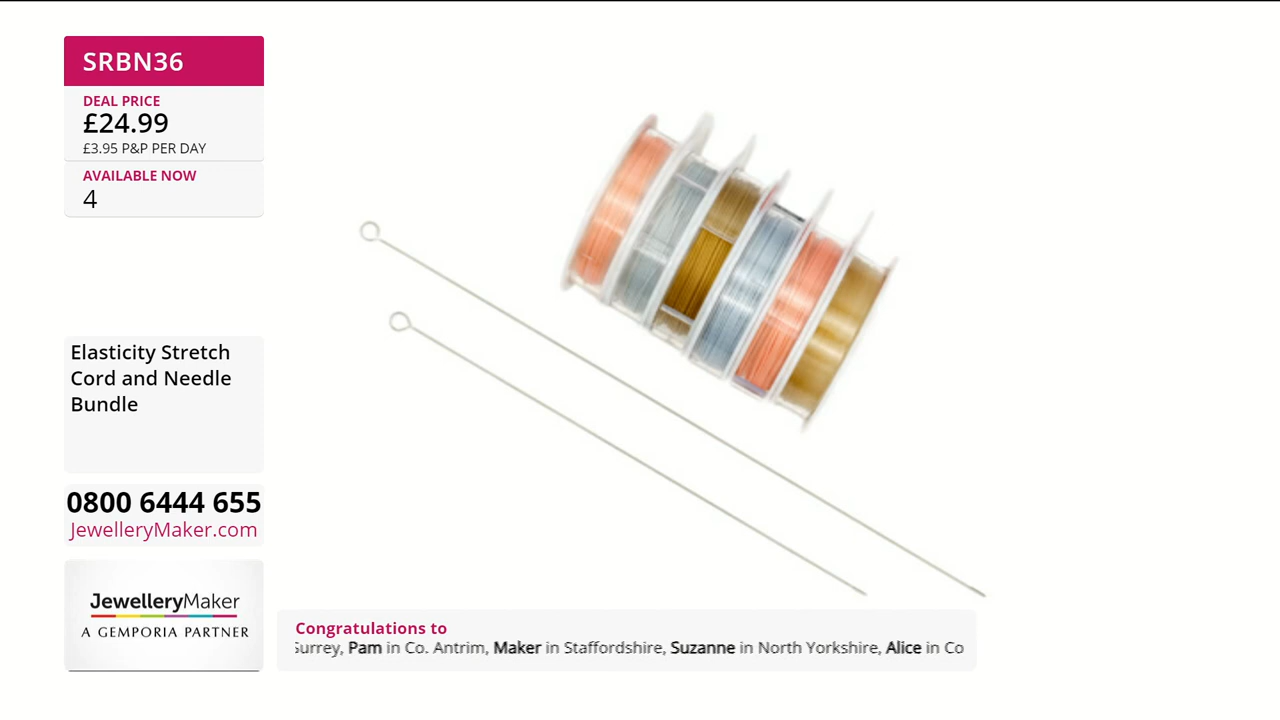 SRBN36
DEAL PRICE
£24.99
£3.95 P&P PER DAY
AVAILABLE NOW
4
Elasticity Stretch
Cord and Needle
Bundle
0800 6444 655
JewelleryMaker.com
JewelleryMaker
A GEMPORIA PARTNER
Congratulations to
Surrey, Pam in Co. Antrim, Maker in Staffordshire, Suzanne in North Yorkshire, Alice in Co